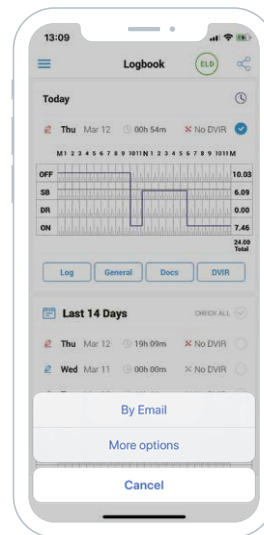 13:09
Logbook ELD
Today
Thu Mar 12 00h 54m No DVIR
M 1 2 3 4 5 6 7 8 9 10 11 N 1 2 3 4 5 6 7 8 9 10 11 M
OFF 10.03
SB 6.09
DR 0.00
ON 7.46
24.00
Total
Log General Docs DVIR
Last 14 Days CHECK ALL
Thu Mar 12 19h 09m No DVIR
Wed Mar 11 00h 00m No DVIR
By Email
More options
Cancel